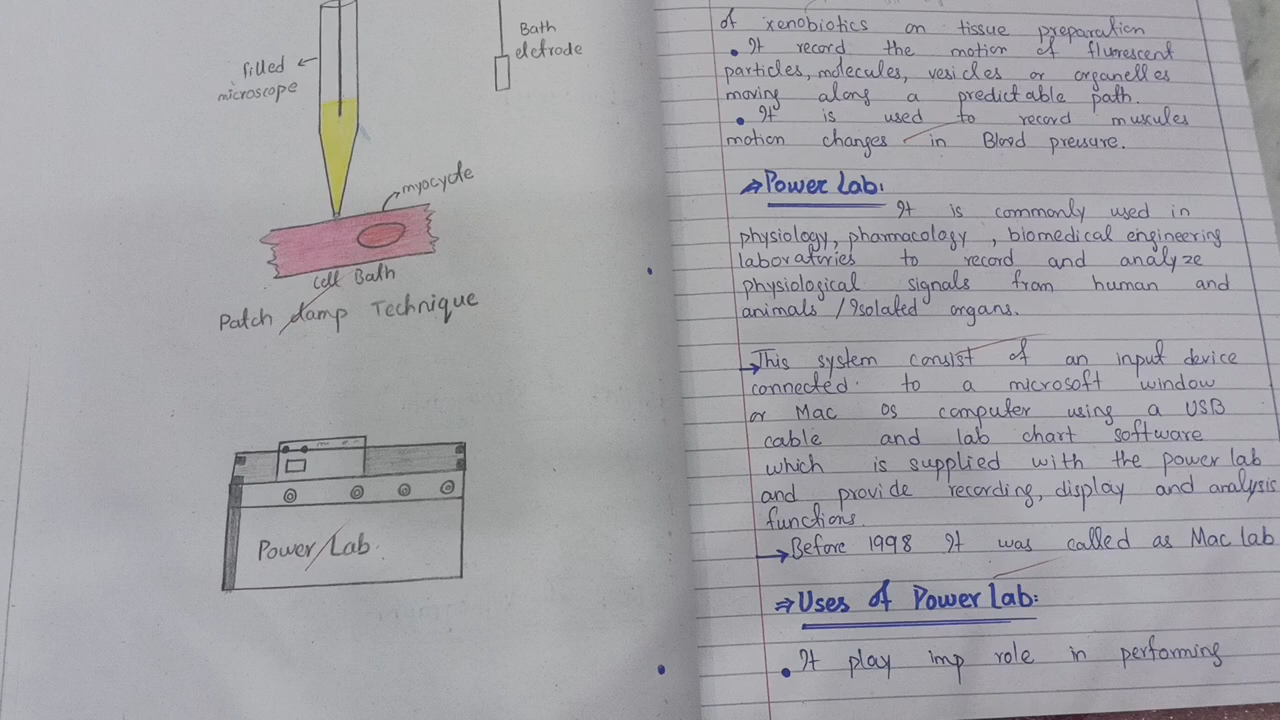 filled
microscope
Bath
eletrode
myocyte
Cell Bath
Patch clamp Technique
Power Lab.
of xenobiotics on tissue preparation
• It record the motion of fluorescent
particles, molecules, vesicles or organelles
moving along a predictable path.
• It is used to record muscules
motion changes in Blood pressure.
⇒ Power Lab:
It is commonly used in
physiology, pharmacology, biomedical engineering
laboratories to record and analyze
physiological signals from human and
animals / Isolated organs.
→ This system consist of an input device
connected to a microsoft window
or Mac OS computer using a USB
cable and lab chart software
which is supplied with the power lab
and provide recording, display and analysis
functions.
→ Before 1998 It was called as Mac lab
⇒ Uses of Power Lab:
• It play imp role in performing